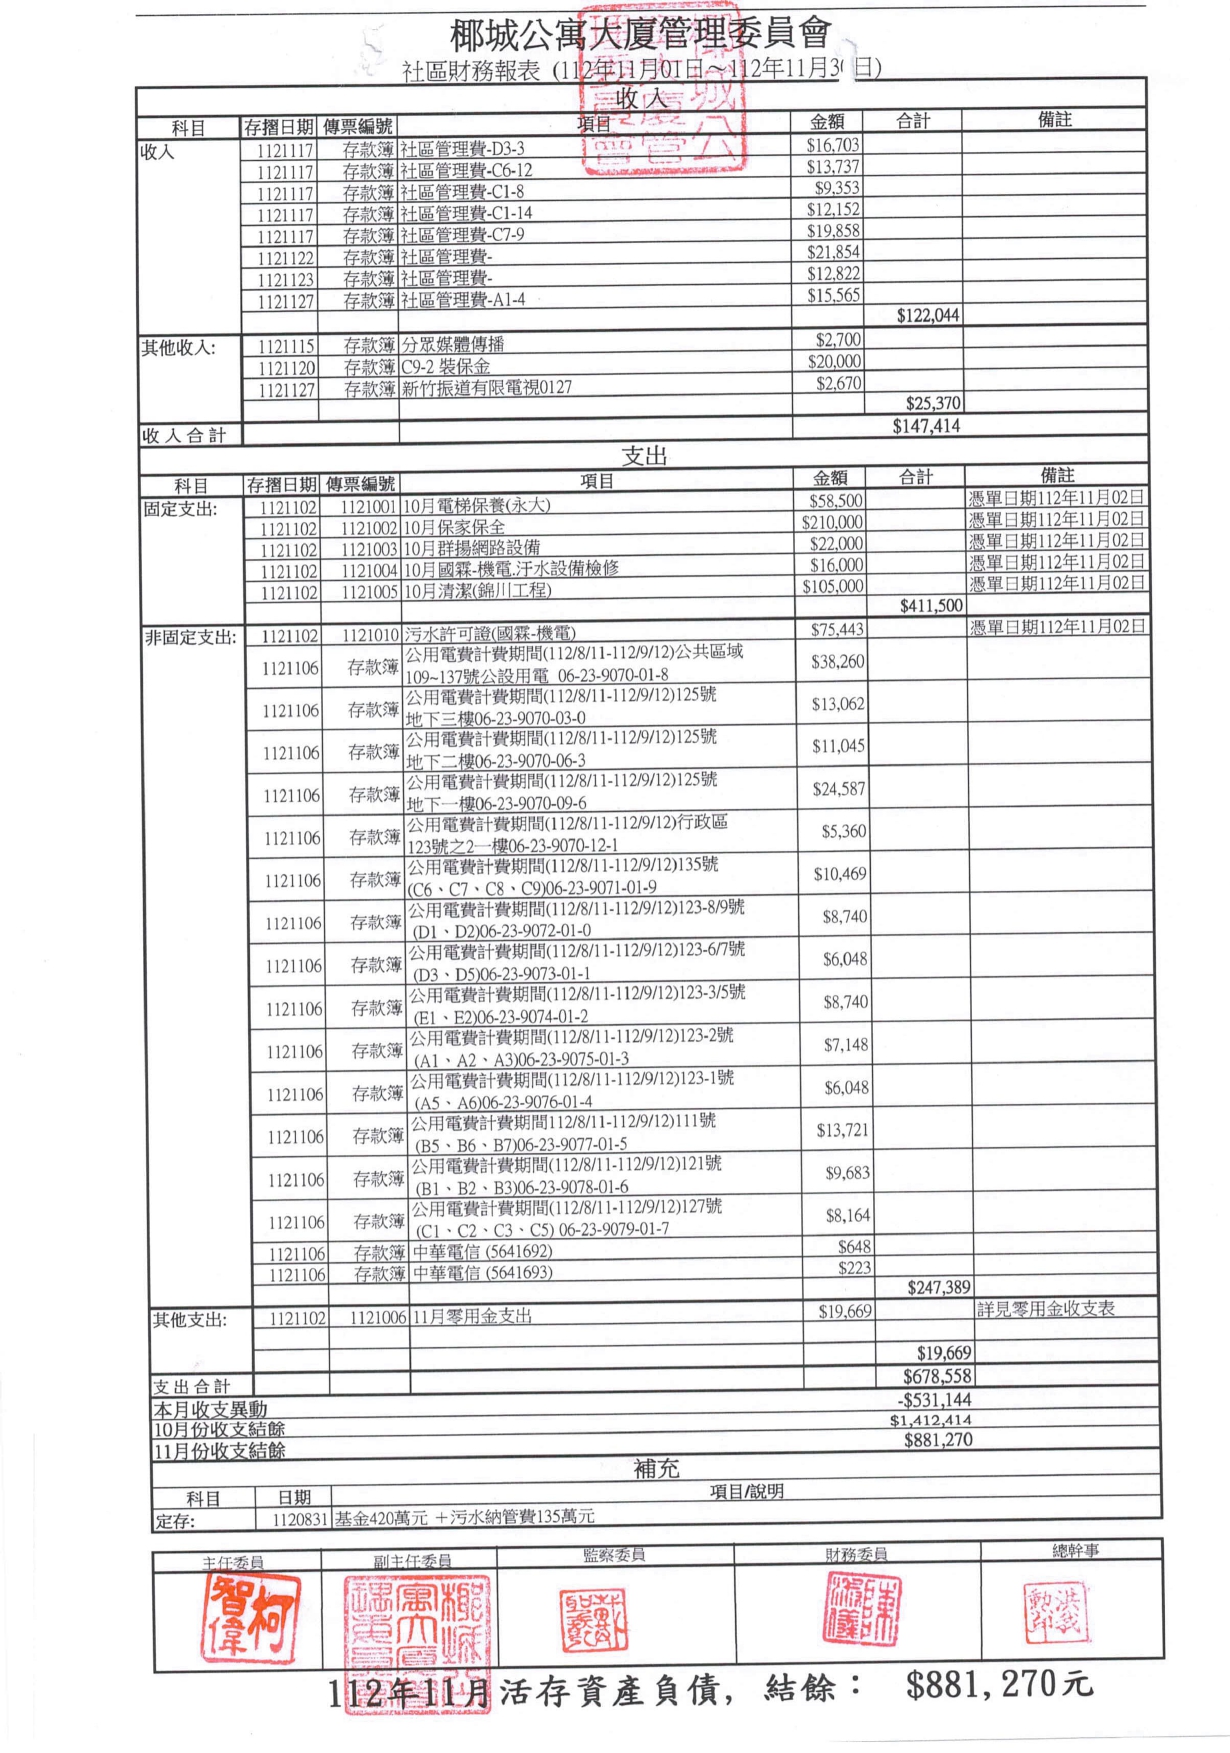 椰城公寓大廈管理委員會
社區財務報表 (112年11月01日～112年11月30日)
收入
科目 存摺日期 傳票編號 項目 金額 合計 備註
收入 1121117 存款簿 社區管理費-D3-3 $16,703
1121117 存款簿 社區管理費-C6-12 $13,737
1121117 存款簿 社區管理費-C1-8 $9,353
1121117 存款簿 社區管理費-C1-14 $12,152
1121117 存款簿 社區管理費-C7-9 $19,858
1121122 存款簿 社區管理費- $21,854
1121123 存款簿 社區管理費- $12,822
1121127 存款簿 社區管理費-A1-4 $15,565
$122,044
其他收入: 1121115 存款簿 分眾媒體傳播 $2,700
1121120 存款簿 C9-2 裝保金 $20,000
1121127 存款簿 新竹振道有限電視0127 $2,670
$25,370
收入合計 $147,414
支出
科目 存摺日期 傳票編號 項目 金額 合計 備註
固定支出: 1121102 1121001 10月電梯保養(永大) $58,500 憑單日期112年11月02日
1121102 1121002 10月保家保全 $210,000 憑單日期112年11月02日
1121102 1121003 10月群揚網路設備 $22,000 憑單日期112年11月02日
1121102 1121004 10月國霖-機電.汙水設備檢修 $16,000 憑單日期112年11月02日
1121102 1121005 10月清潔(錦川工程) $105,000 憑單日期112年11月02日
$411,500
非固定支出: 1121102 1121010 污水許可證(國霖-機電) $75,443 憑單日期112年11月02日
1121106 存款簿 公用電費計費期間(112/8/11-112/9/12)公共區域
109~137號公設用電 06-23-9070-01-8 $38,260
1121106 存款簿 公用電費計費期間(112/8/11-112/9/12)125號
地下三樓06-23-9070-03-0 $13,062
1121106 存款簿 公用電費計費期間(112/8/11-112/9/12)125號
地下二樓06-23-9070-06-3 $11,045
1121106 存款簿 公用電費計費期間(112/8/11-112/9/12)125號
地下一樓06-23-9070-09-6 $24,587
1121106 存款簿 公用電費計費期間(112/8/11-112/9/12)行政區
123號之2一樓06-23-9070-12-1 $5,360
1121106 存款簿 公用電費計費期間(112/8/11-112/9/12)135號
(C6、C7、C8、C9)06-23-9071-01-9 $10,469
1121106 存款簿 公用電費計費期間(112/8/11-112/9/12)123-8/9號
(D1、D2)06-23-9072-01-0 $8,740
1121106 存款簿 公用電費計費期間(112/8/11-112/9/12)123-6/7號
(D3、D5)06-23-9073-01-1 $6,048
1121106 存款簿 公用電費計費期間(112/8/11-112/9/12)123-3/5號
(E1、E2)06-23-9074-01-2 $8,740
1121106 存款簿 公用電費計費期間(112/8/11-112/9/12)123-2號
(A1、A2、A3)06-23-9075-01-3 $7,148
1121106 存款簿 公用電費計費期間(112/8/11-112/9/12)123-1號
(A5、A6)06-23-9076-01-4 $6,048
1121106 存款簿 公用電費計費期間112/8/11-112/9/12)111號
(B5、B6、B7)06-23-9077-01-5 $13,721
1121106 存款簿 公用電費計費期間(112/8/11-112/9/12)121號
(B1、B2、B3)06-23-9078-01-6 $9,683
1121106 存款簿 公用電費計費期間(112/8/11-112/9/12)127號
(C1、C2、C3、C5) 06-23-9079-01-7 $8,164
1121106 存款簿 中華電信 (5641692) $648
1121106 存款簿 中華電信 (5641693) $223
$247,389
其他支出: 1121102 1121006 11月零用金支出 $19,669 詳見零用金收支表
$19,669
支出合計 $678,558
本月收支異動 -$531,144
10月份收支結餘 $1,412,414
11月份收支結餘 $881,270
補充
科目 日期 項目/說明
定存: 1120831 基金420萬元 +污水納管費135萬元
主任委員 副主任委員 監察委員 財務委員 總幹事
柯智偉
112年11月活存資產負債, 結餘： $881,270元